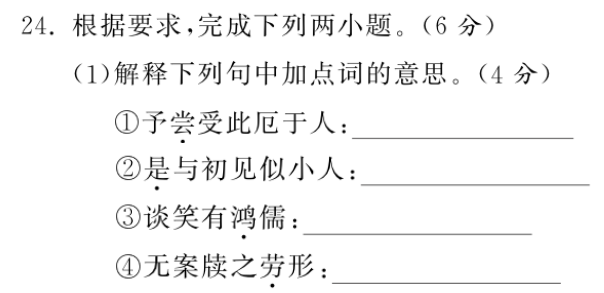 24. 根据要求,完成下列两小题。(6 分)
(1)解释下列句中加点词的意思。(4 分)
①予尝受此厄于人:
②是与初见似小人:
③谈笑有鸿儒:
④无案牍之劳形: